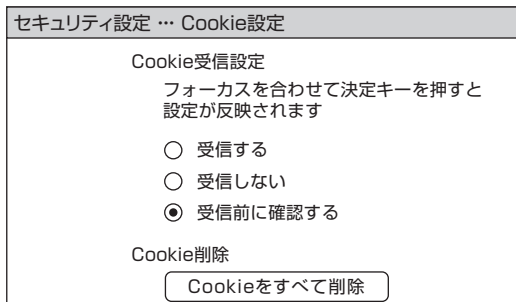 セキュリティ設定 … Cookie設定
Cookie受信設定
フォーカスを合わせて決定キーを押すと
設定が反映されます
受信する
受信しない
受信前に確認する
Cookie削除
Cookieをすべて削除